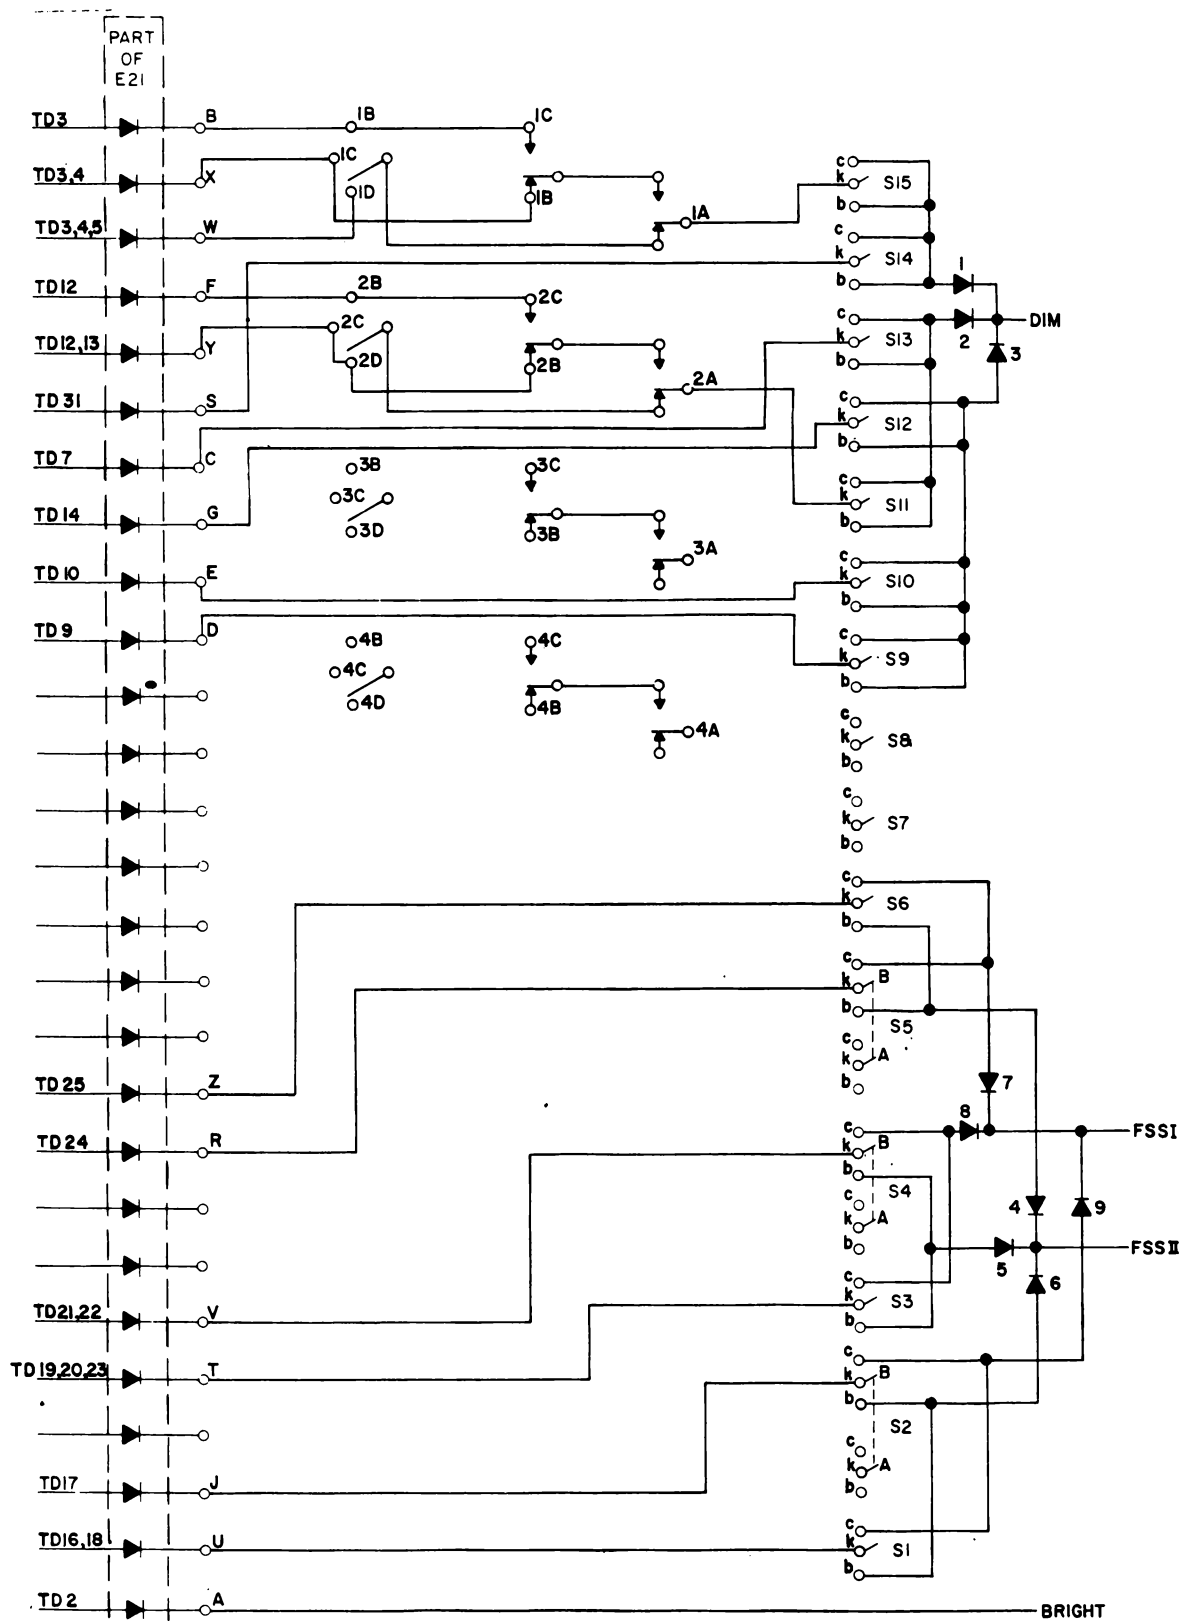 PART
OF
E21
TD3 B 1B 1C
TD3,4 X 1C 1D 1B c k b S15
TD3,4,5 W 1A c k b S14
TD12 F 2B 2C 1
TD12,13 Y 2C 2D 2B c k b S13 2 DIM 3
TD31 S 2A c k b S12
TD7 C 3B 3C
TD14 G 3C 3D 3B c k b S11
TD10 E 3A c k b S10
TD9 D 4B 4C c k b S9
4C 4D 4B
4A c k b S8
c k b S7
c k b S6
c k b B S5
c k b A
TD25 Z 7
TD24 R c k b B S4 8 FSSI
c k b A 4 9
5 FSSII
6
TD21,22 V c k b S3
TD19,20,23 T c k b B S2
c k b A
TD17 J
TD16,18 U c k b S1
TD2 A BRIGHT